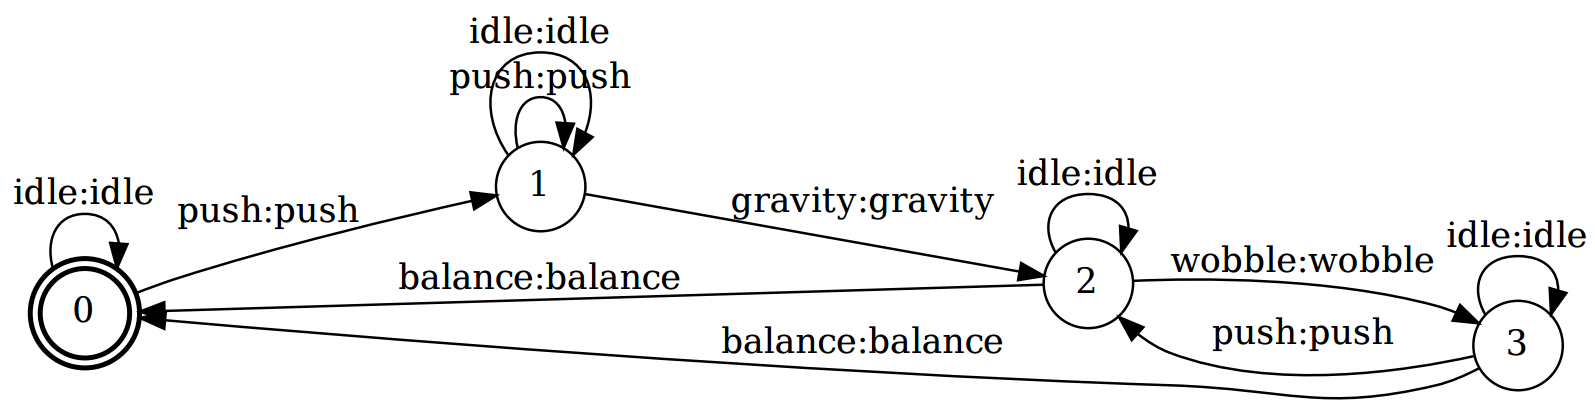 idle:idle
push:push
idle:idle
push:push
1
gravity:gravity
idle:idle
idle:idle
balance:balance
2
wobble:wobble
0
balance:balance
push:push
3